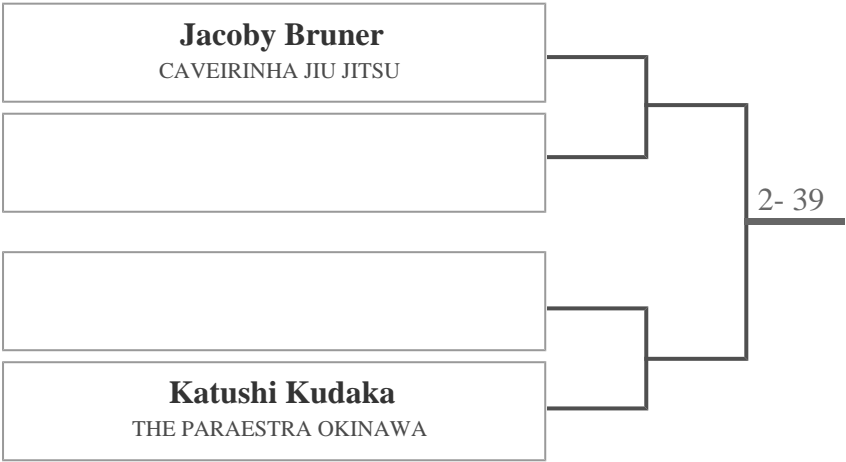 Jacoby Bruner
CAVEIRINHA JIU JITSU
2- 39
Katushi Kudaka
THE PARAESTRA OKINAWA